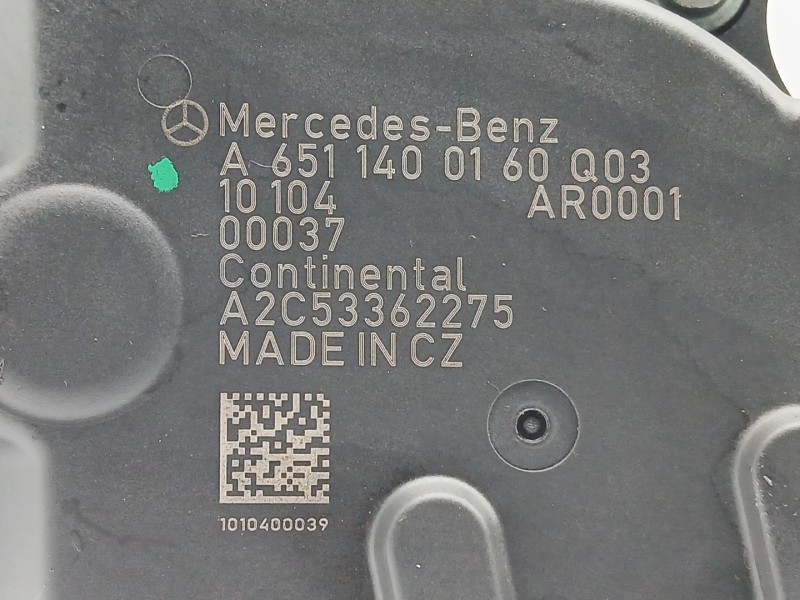 Mercedes-Benz
A 651 140 01 60 Q03
10 104 AR0001
00037
Continental
A2C53362275
MADE IN CZ
1010400039